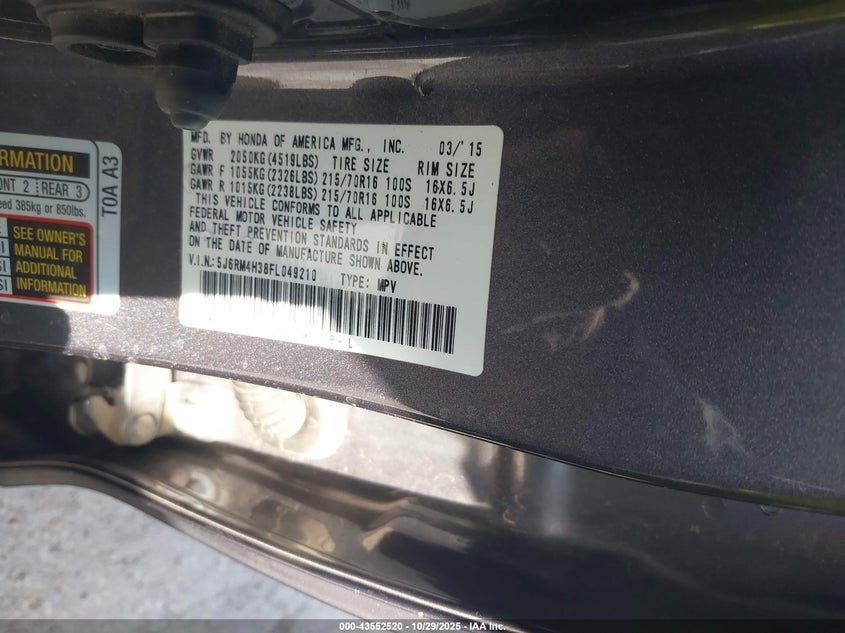 RMATION
ONT 2 REAR 3
eed 385kg or 850lbs.
SEE OWNER'S
MANUAL FOR
ADDITIONAL
INFORMATION
SI
SI
SI
T0A A3
MFD. BY HONDA OF AMERICA MFG., INC. 03/'15
GVWR 2050KG(4519LBS) TIRE SIZE RIM SIZE
GAWR F 1055KG(2326LBS) 215/70R16 100S 16X6.5J
GAWR R 1015KG(2238LBS) 215/70R16 100S 16X6.5J
THIS VEHICLE CONFORMS TO ALL APPLICABLE
FEDERAL MOTOR VEHICLE SAFETY
AND THEFT PREVENTION STANDARDS IN EFFECT
ON THE DATE OF MANUFACTURE SHOWN ABOVE.
V.I.N.:5J6RM4H38FL049210 TYPE: MPV
000-43552520 - 10/29/2025 - IAA Inc.